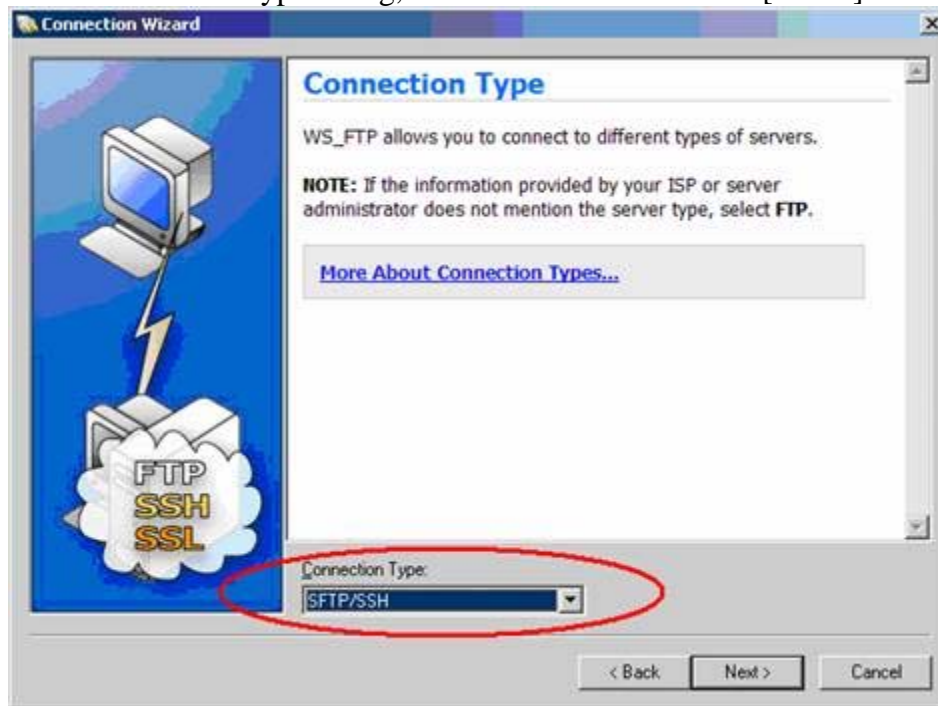 Connection Wizard
Connection Type
WS_FTP allows you to connect to different types of servers.
NOTE: If the information provided by your ISP or server
administrator does not mention the server type, select FTP.
More About Connection Types...
FTP
SSH
SSL
Connection Type:
SFTP/SSH
< Back
Next >
Cancel